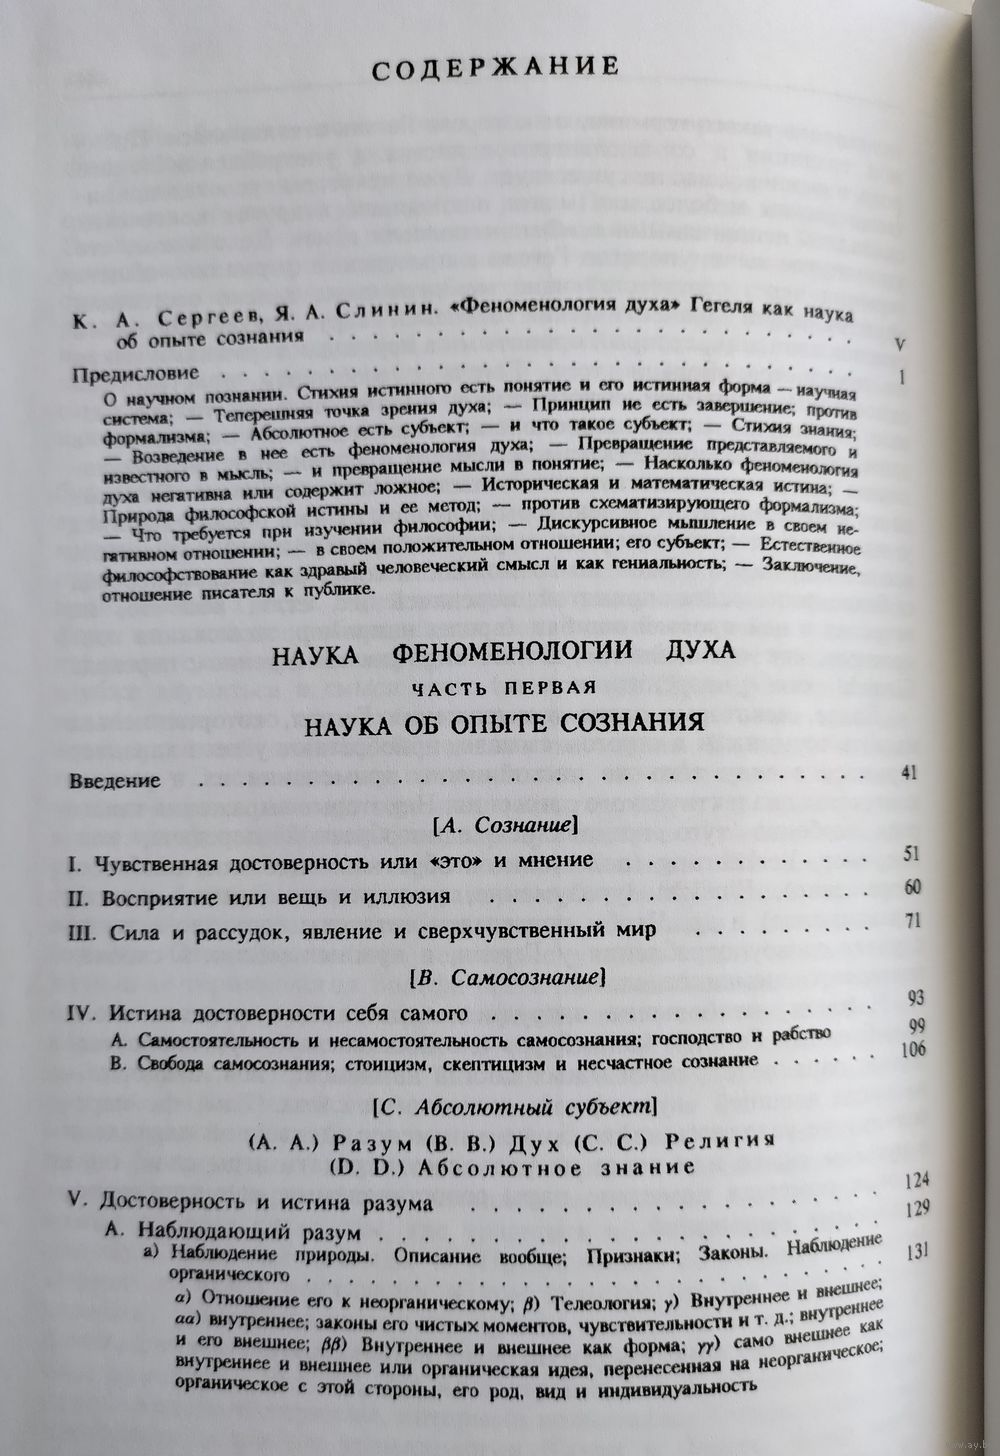 СОДЕРЖАНИЕ
К. А. Сергеев, Я. А. Слинин. «Феноменология духа» Гегеля как наука
об опыте сознания . . . . . . . . . . . . . . . . . . . . . V
Предисловие . . . . . . . . . . . . . . . . . . . . . . . . 1
О научном познании. Стихия истинного есть понятие и его истинная форма — научная
система; — Теперешняя точка зрения духа; — Принцип не есть завершение; против
формализма; — Абсолютное есть субъект; — и что такое субъект; — Стихия знания;
— Возведение в нее есть феноменология духа; — Превращение представляемого и
известного в мысль; — и превращение мысли в понятие; — Насколько феноменология
духа негативна или содержит ложное; — Историческая и математическая истина; —
Природа философской истины и ее метод; — против схематизирующего формализма;
— Что требуется при изучении философии; — Дискурсивное мышление в своем не-
гативном отношении; — в своем положительном отношении; его субъект; — Естественное
философствование как здравый человеческий смысл и как гениальность; — Заключение,
отношение писателя к публике.
НАУКА ФЕНОМЕНОЛОГИИ ДУХА
ЧАСТЬ ПЕРВАЯ
НАУКА ОБ ОПЫТЕ СОЗНАНИЯ
Введение . . . . . . . . . . . . . . . . . . . . . . . . 41
[А. Сознание]
I. Чувственная достоверность или «это» и мнение . . . . . . . . . . . 51
II. Восприятие или вещь и иллюзия . . . . . . . . . . . . . . . 60
III. Сила и рассудок, явление и сверхчувственный мир . . . . . . . . 71
[В. Самосознание]
IV. Истина достоверности себя самого . . . . . . . . . . . . . . . 93
А. Самостоятельность и несамостоятельность самосознания; господство и рабство 99
В. Свобода самосознания; стоицизм, скептицизм и несчастное сознание . . . . . . 106
[С. Абсолютный субъект]
(А. А.) Разум (В. В.) Дух (С. С.) Религия
(D. D.) Абсолютное знание
V. Достоверность и истина разума . . . . . . . . . . . . . . . . 124
А. Наблюдающий разум . . . . . . . . . . . . . . . . . . . . 129
а) Наблюдение природы. Описание вообще; Признаки; Законы. Наблюдение
органического . . . . . . . . . . . . . . . . . . . . . . 131
α) Отношение его к неорганическому; β) Телеология; γ) Внутреннее и внешнее;
αα) внутреннее; законы его чистых моментов, чувствительности и т. д.; внутреннее
и его внешнее; ββ) Внутреннее и внешнее как форма; γγ) само внешнее как
внутреннее и внешнее или органическая идея, перенесенная на неорганическое;
органическое с этой стороны, его род, вид и индивидуальность